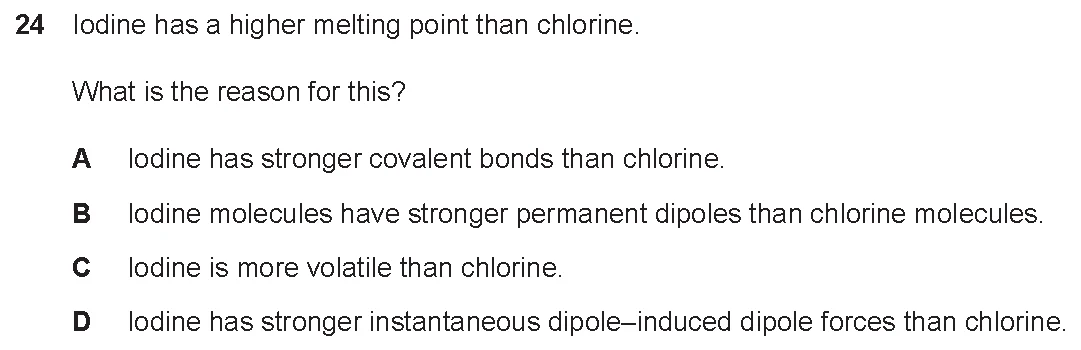 24 Iodine has a higher melting point than chlorine.
What is the reason for this?
A Iodine has stronger covalent bonds than chlorine.
B Iodine molecules have stronger permanent dipoles than chlorine molecules.
C Iodine is more volatile than chlorine.
D Iodine has stronger instantaneous dipole–induced dipole forces than chlorine.